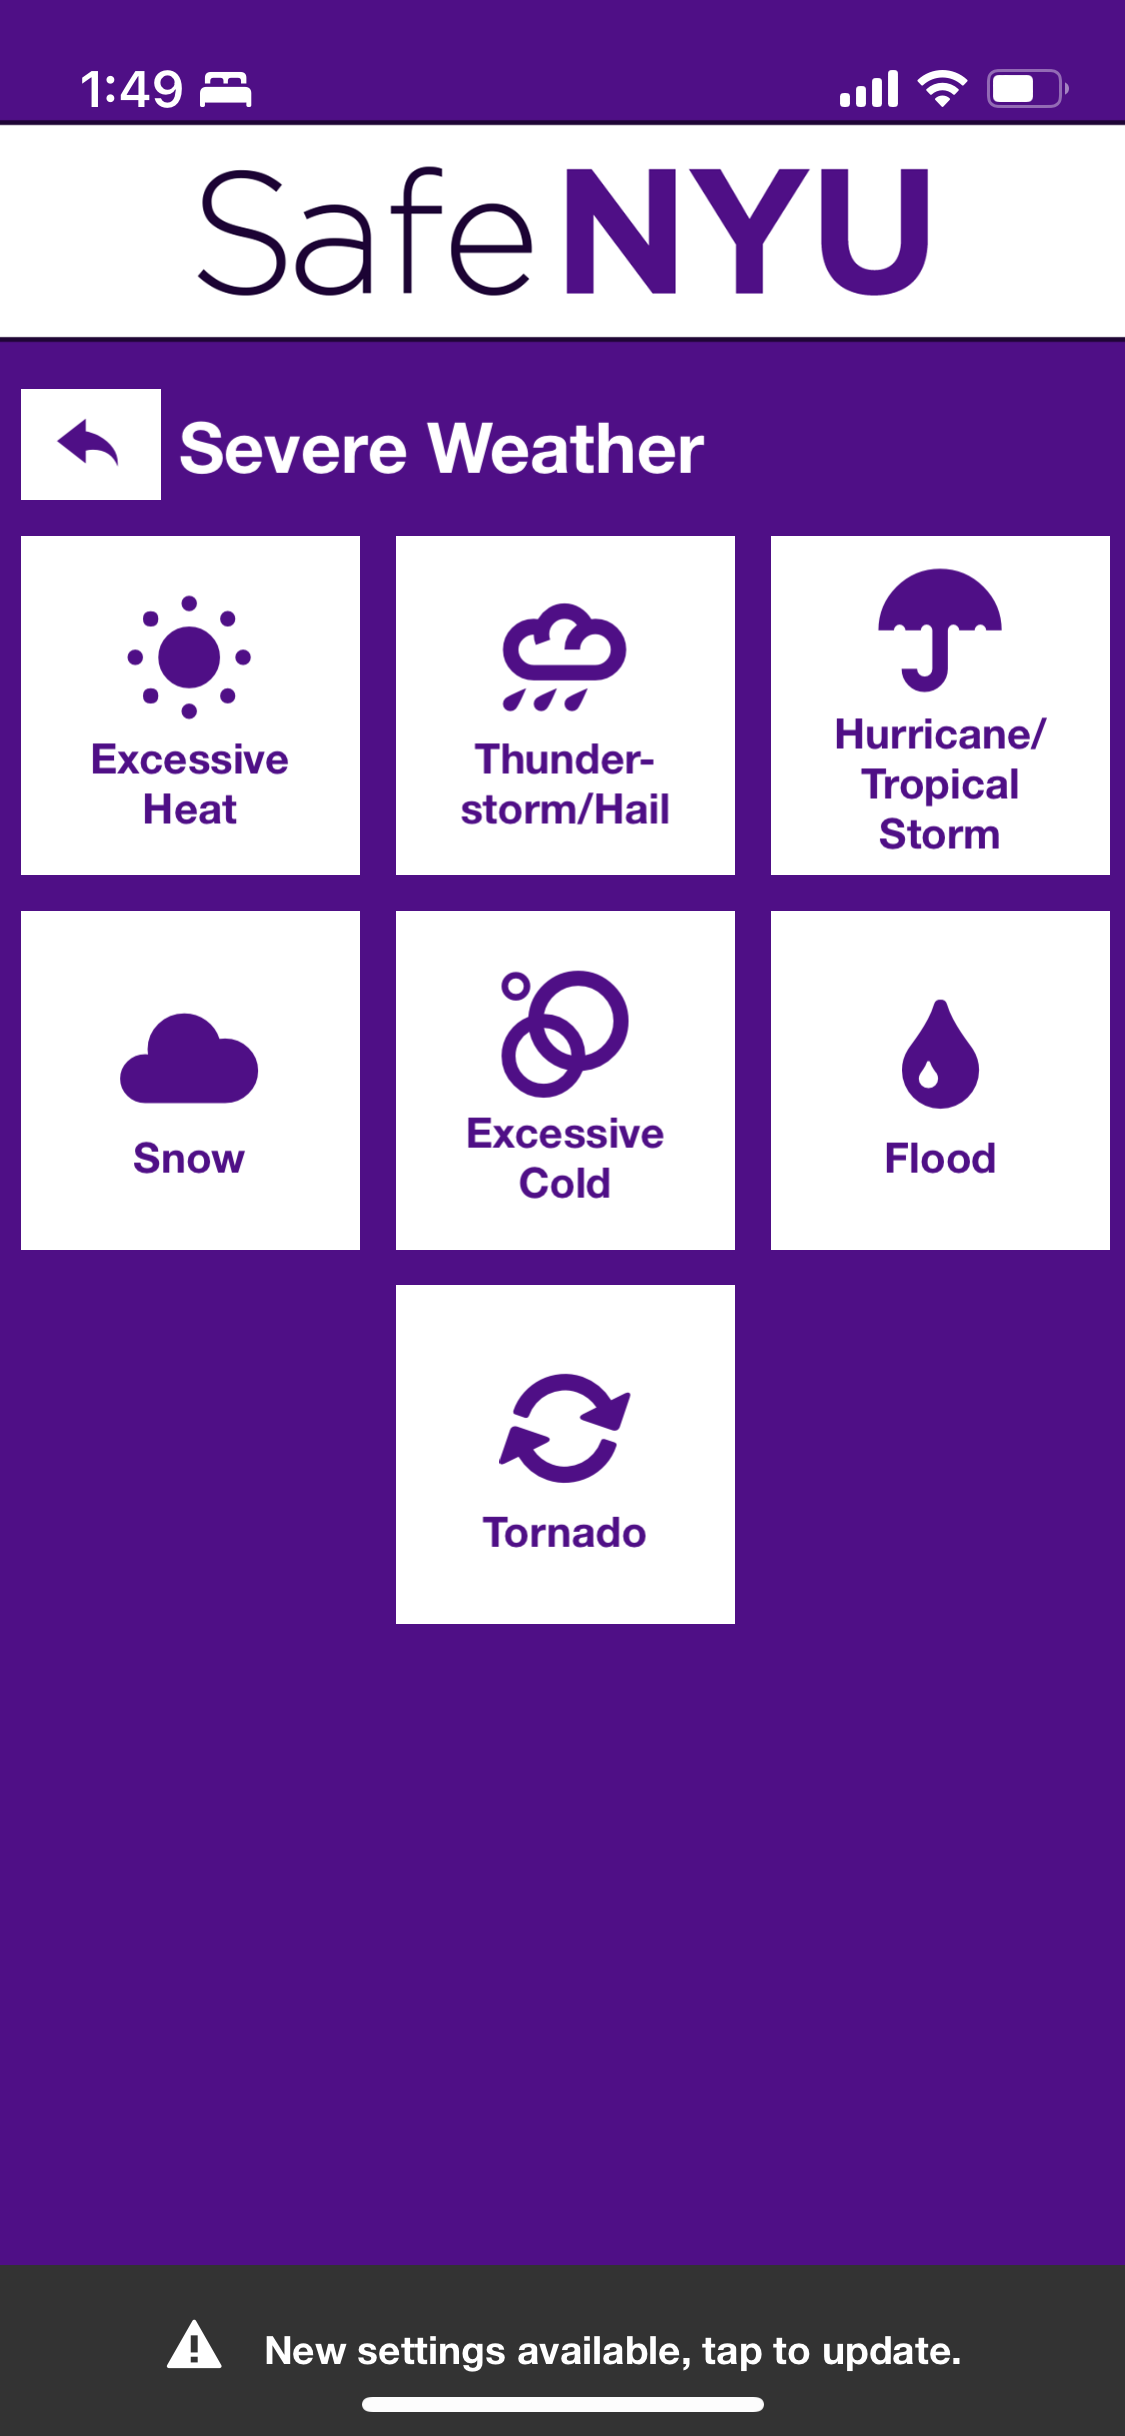 1:49
SafeNYU
Severe Weather
Excessive
Heat
Thunder-
storm/Hail
Hurricane/
Tropical
Storm
Snow
Excessive
Cold
Flood
Tornado
New settings available, tap to update.